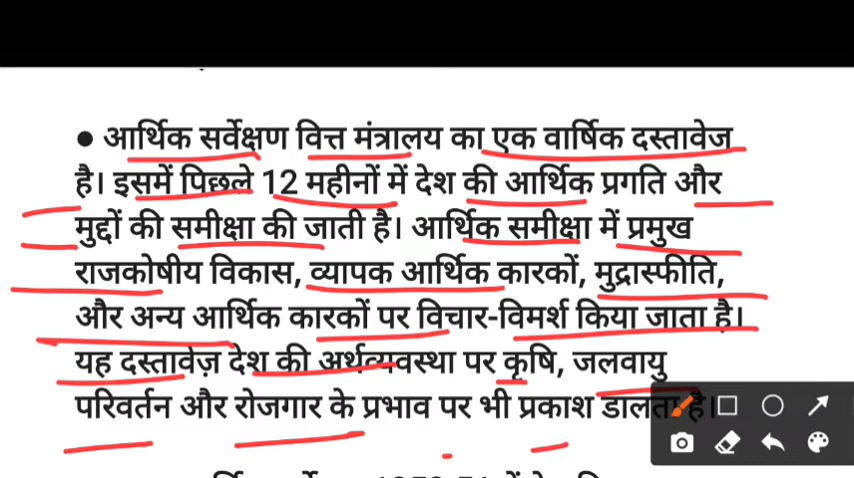 ● आर्थिक सर्वेक्षण वित्त मंत्रालय का एक वार्षिक दस्तावेज
है। इसमें पिछले 12 महीनों में देश की आर्थिक प्रगति और
मुद्दों की समीक्षा की जाती है। आर्थिक समीक्षा में प्रमुख
राजकोषीय विकास, व्यापक आर्थिक कारकों, मुद्रास्फीति,
और अन्य आर्थिक कारकों पर विचार-विमर्श किया जाता है।
यह दस्तावेज़ देश की अर्थव्यवस्था पर कृषि, जलवायु
परिवर्तन और रोजगार के प्रभाव पर भी प्रकाश डालता है।